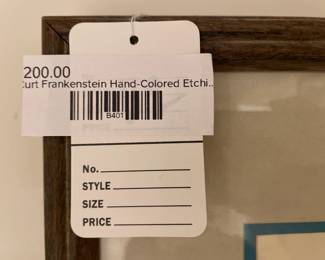 200.00
Curt Frankenstein Hand-Colored Etchi...
B401
No.
STYLE
SIZE
PRICE